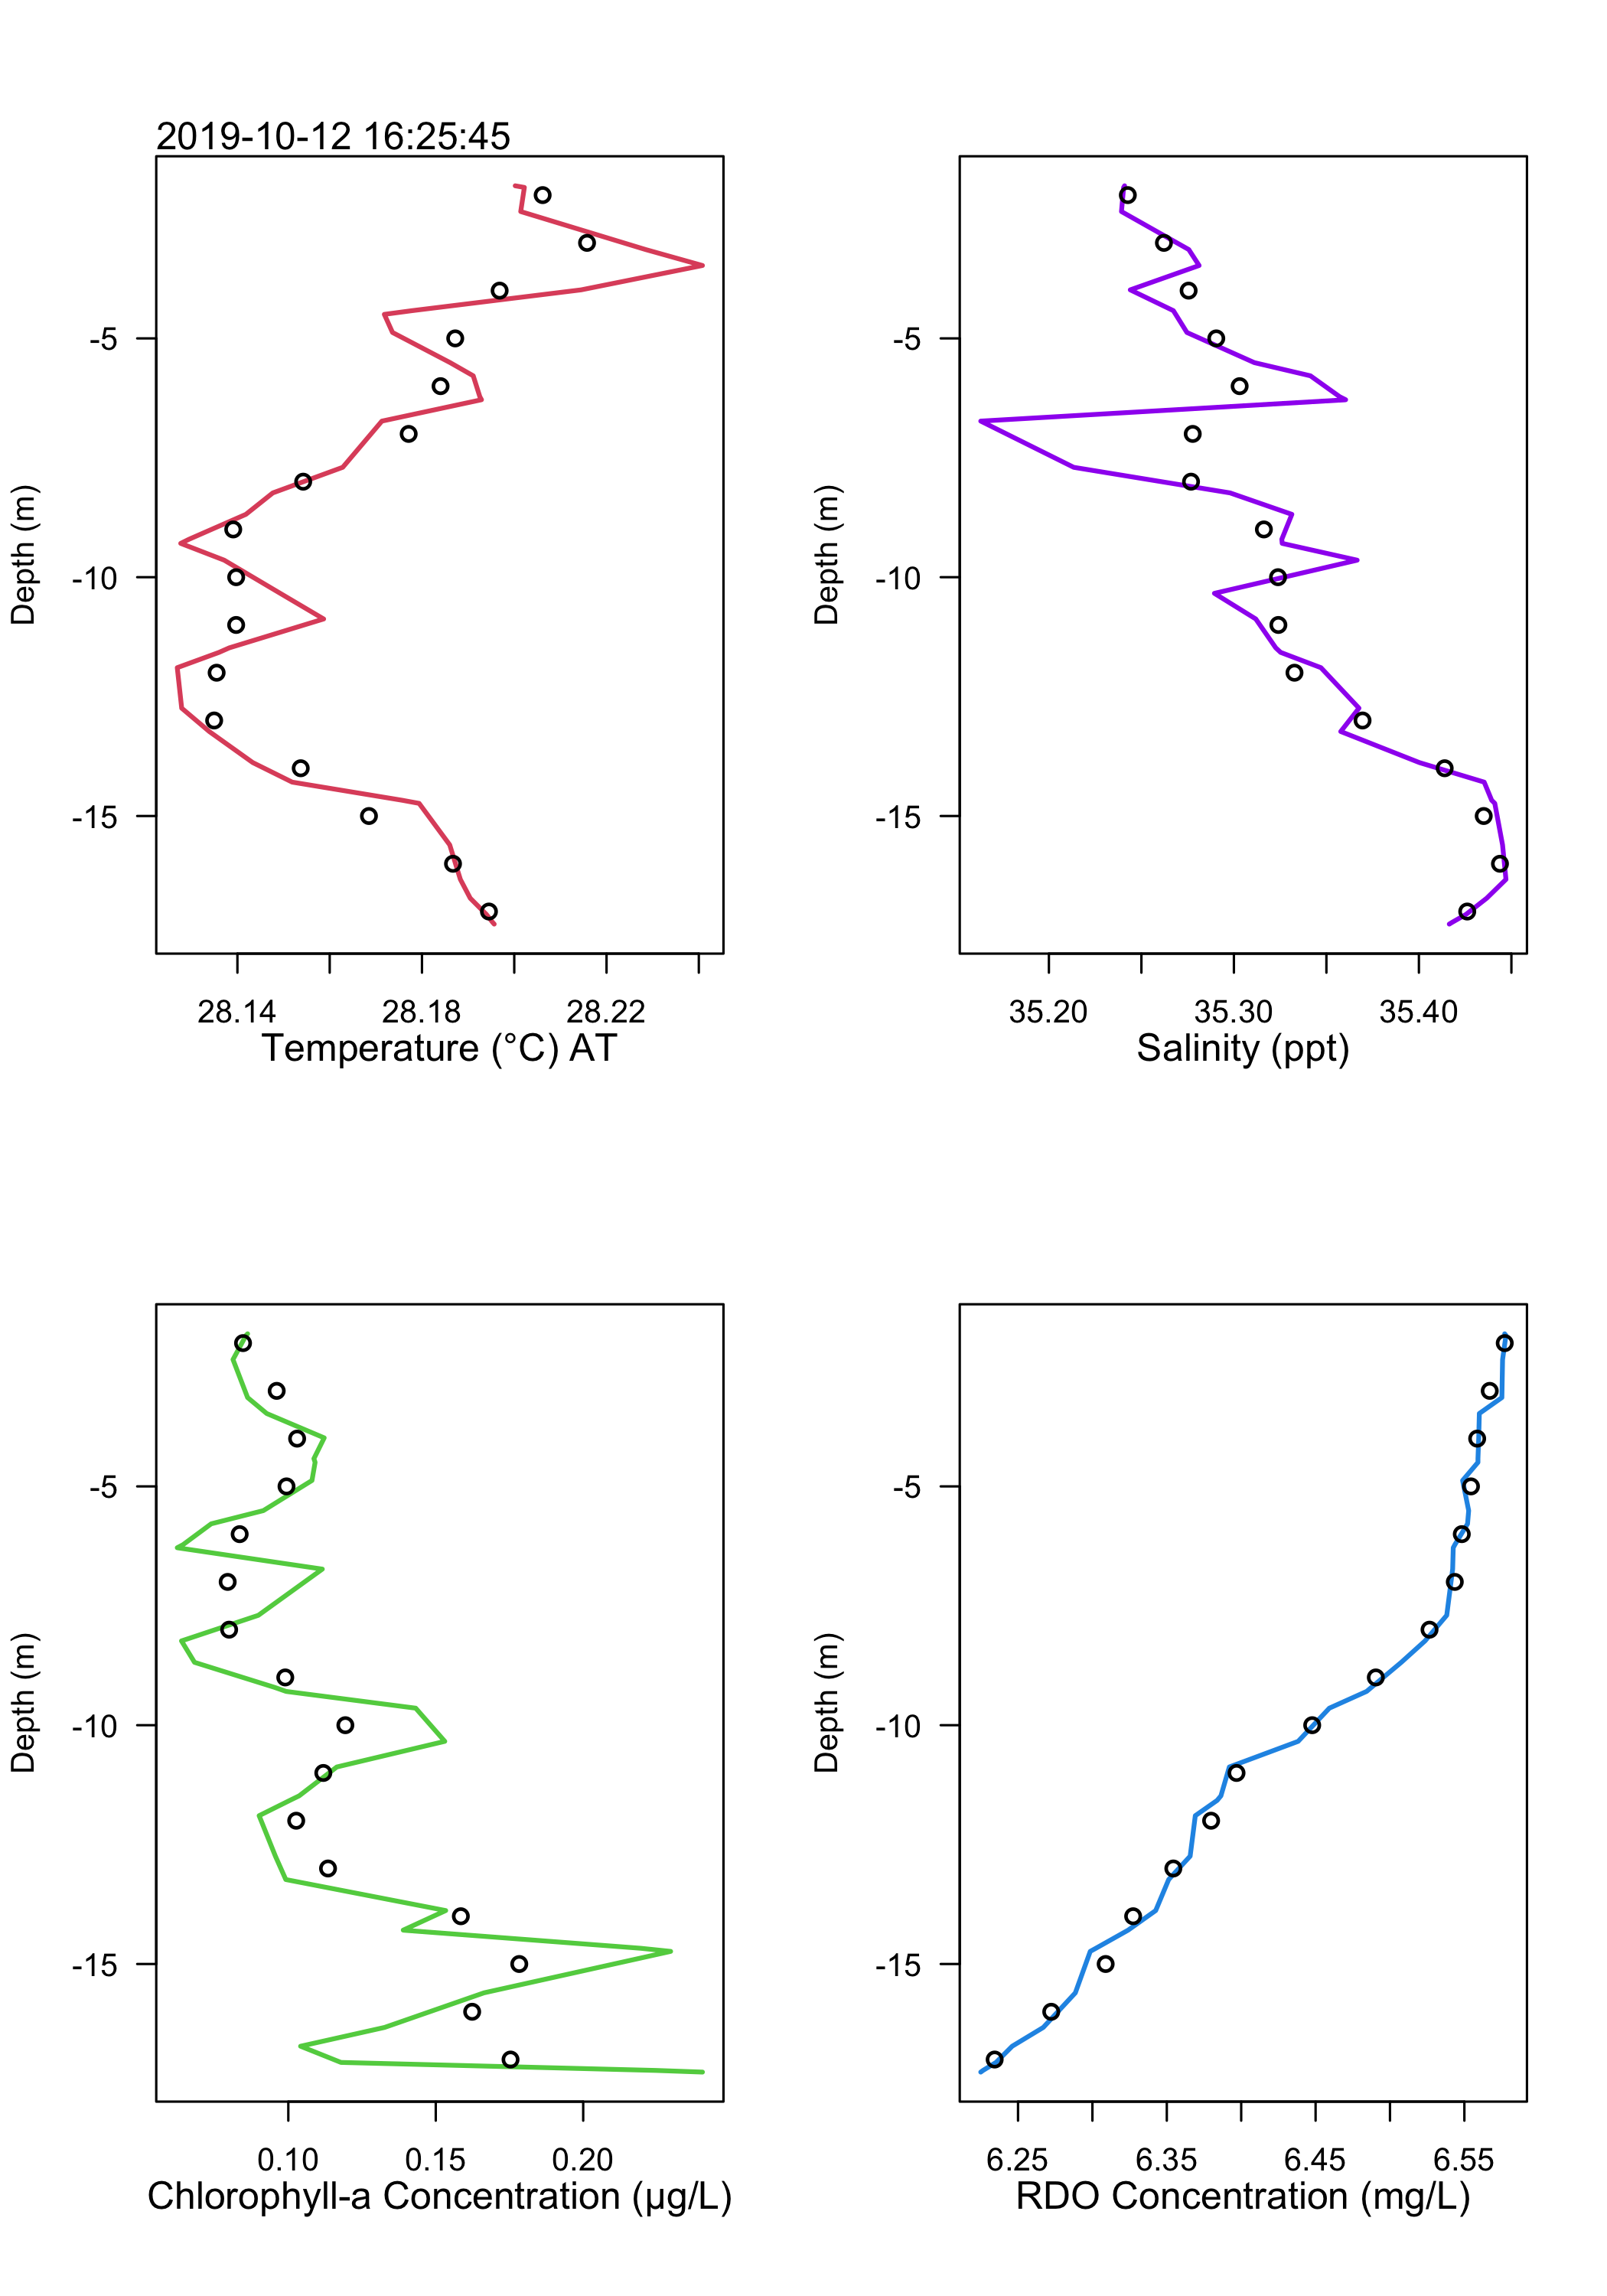 2019-10-12 16:25:45
Depth (m)
-5
-10
-15
28.14 28.18 28.22
Temperature (°C) AT
Depth (m)
-5
-10
-15
35.20 35.30 35.40
Salinity (ppt)
Depth (m)
-5
-10
-15
0.10 0.15 0.20
Chlorophyll-a Concentration (µg/L)
Depth (m)
-5
-10
-15
6.25 6.35 6.45 6.55
RDO Concentration (mg/L)